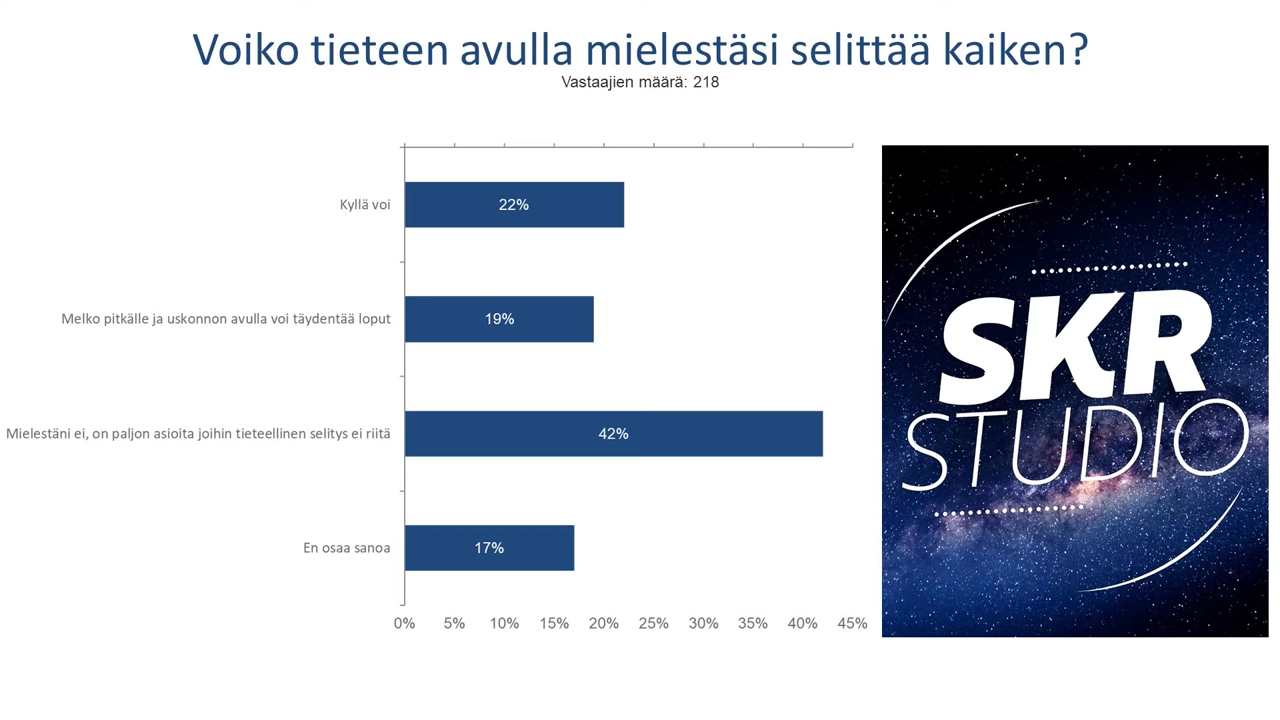 Voiko tieteen avulla mielestäsi selittää kaiken?
Vastaajien määrä: 218
Kyllä voi
22%
Melko pitkälle ja uskonnon avulla voi täydentää loput
19%
Mielestäni ei, on paljon asioita joihin tieteellinen selitys ei riitä
42%
En osaa sanoa
17%
0% 5% 10% 15% 20% 25% 30% 35% 40% 45%
SKR
STUDIO